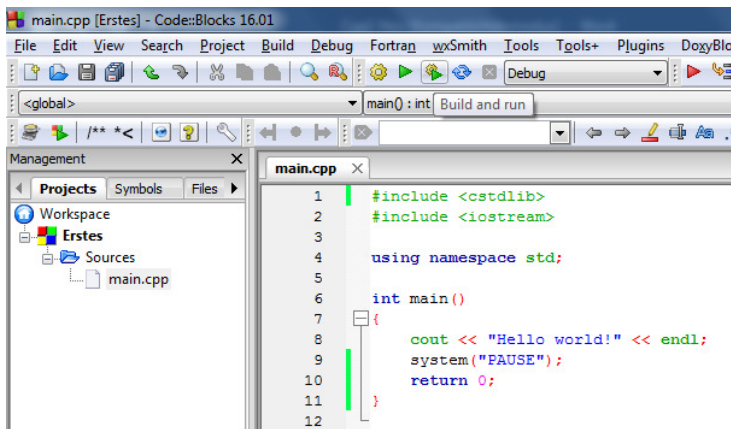 main.cpp [Erstes] - Code::Blocks 16.01
File Edit View Search Project Build Debug Fortran wxSmith Tools Tools+ Plugins
Debug
<global> main() : int Build and run
/** *< Aa
Management
main.cpp
Projects Symbols Files
Workspace
Erstes
Sources
main.cpp
1 #include <cstdlib>
2 #include <iostream>
3
4 using namespace std;
5
6 int main()
7 {
8 cout << "Hello world!" << endl;
9 system("PAUSE");
10 return 0;
11 }
12